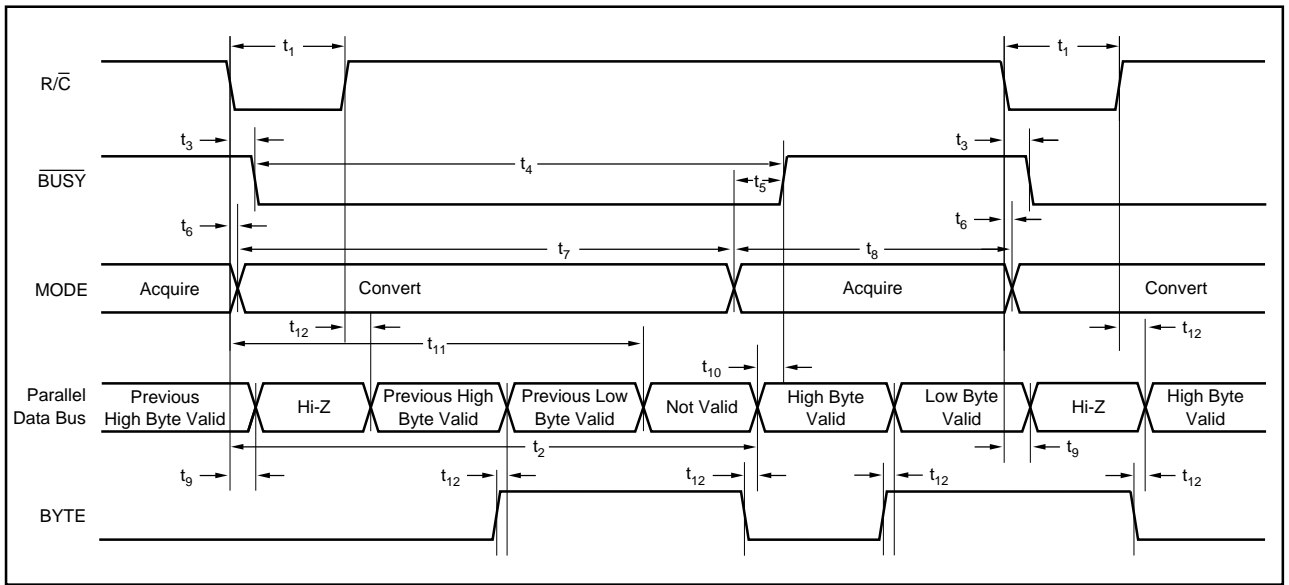 t1 t1
R/C̅
t3 t4 t3
B̅U̅S̅Y̅ t5
t6 t6
t7 t8
MODE Acquire Convert Acquire Convert
t12 t12
t11
t10
Parallel Data Bus
Previous High Byte Valid
Hi-Z
Previous High Byte Valid
Previous Low Byte Valid
Not Valid
High Byte Valid
Low Byte Valid
Hi-Z
High Byte Valid
t2
t9 t12 t12 t12 t9 t12
BYTE